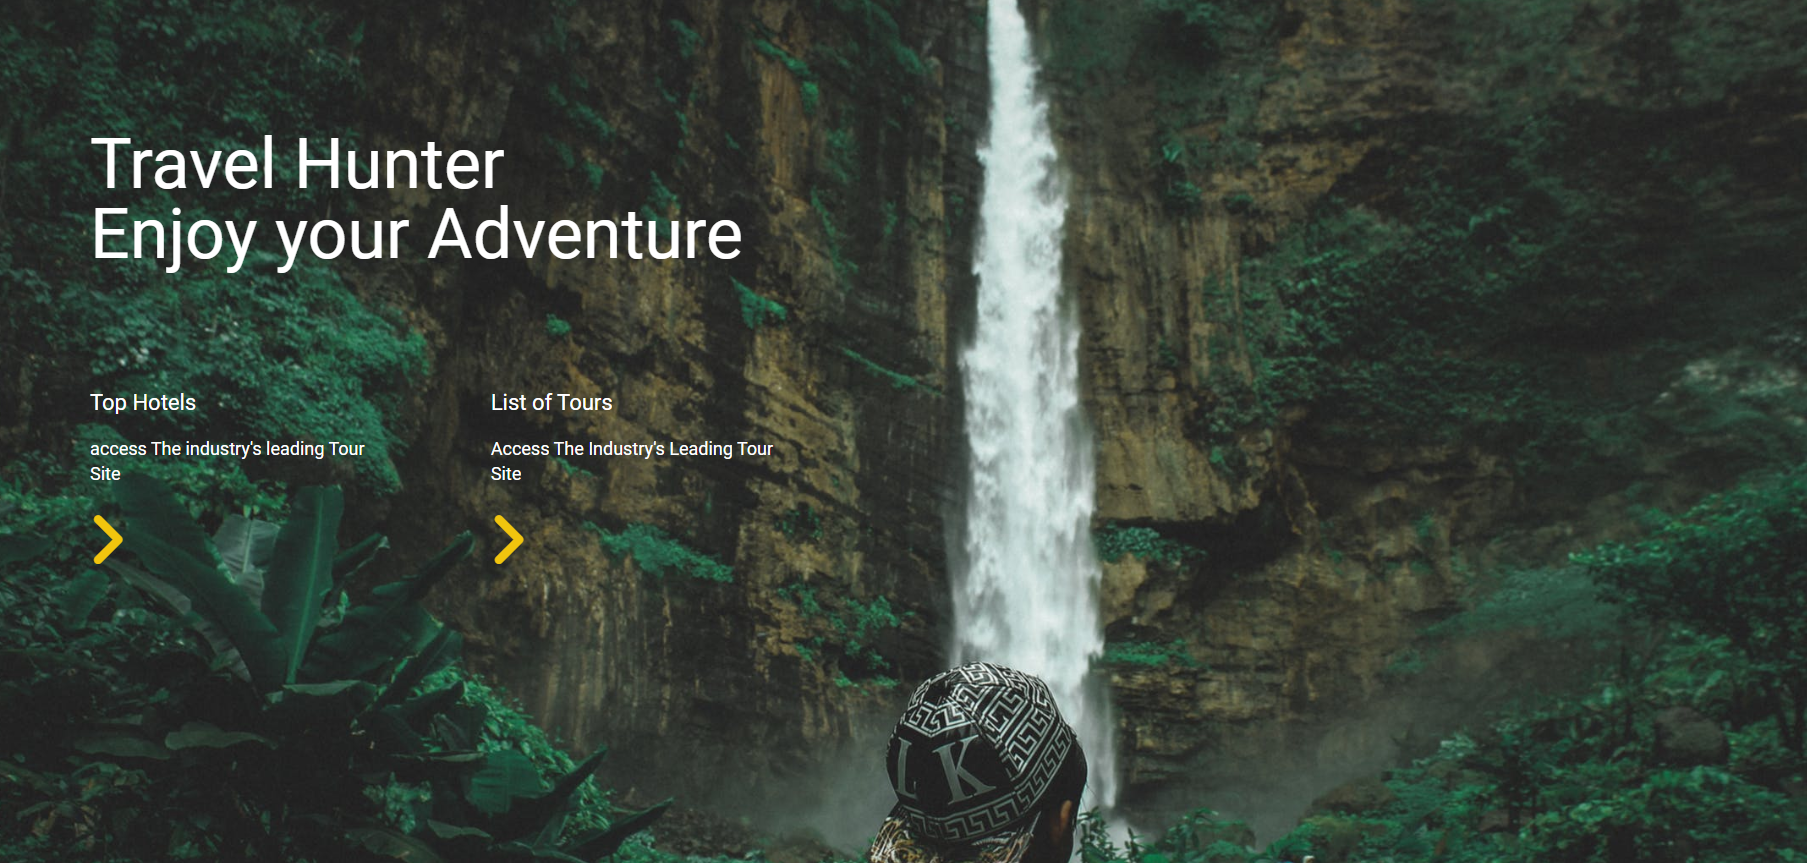 Travel Hunter
Enjoy your Adventure
Top Hotels
access The industry's leading Tour
Site
List of Tours
Access The Industry's Leading Tour
Site
LK